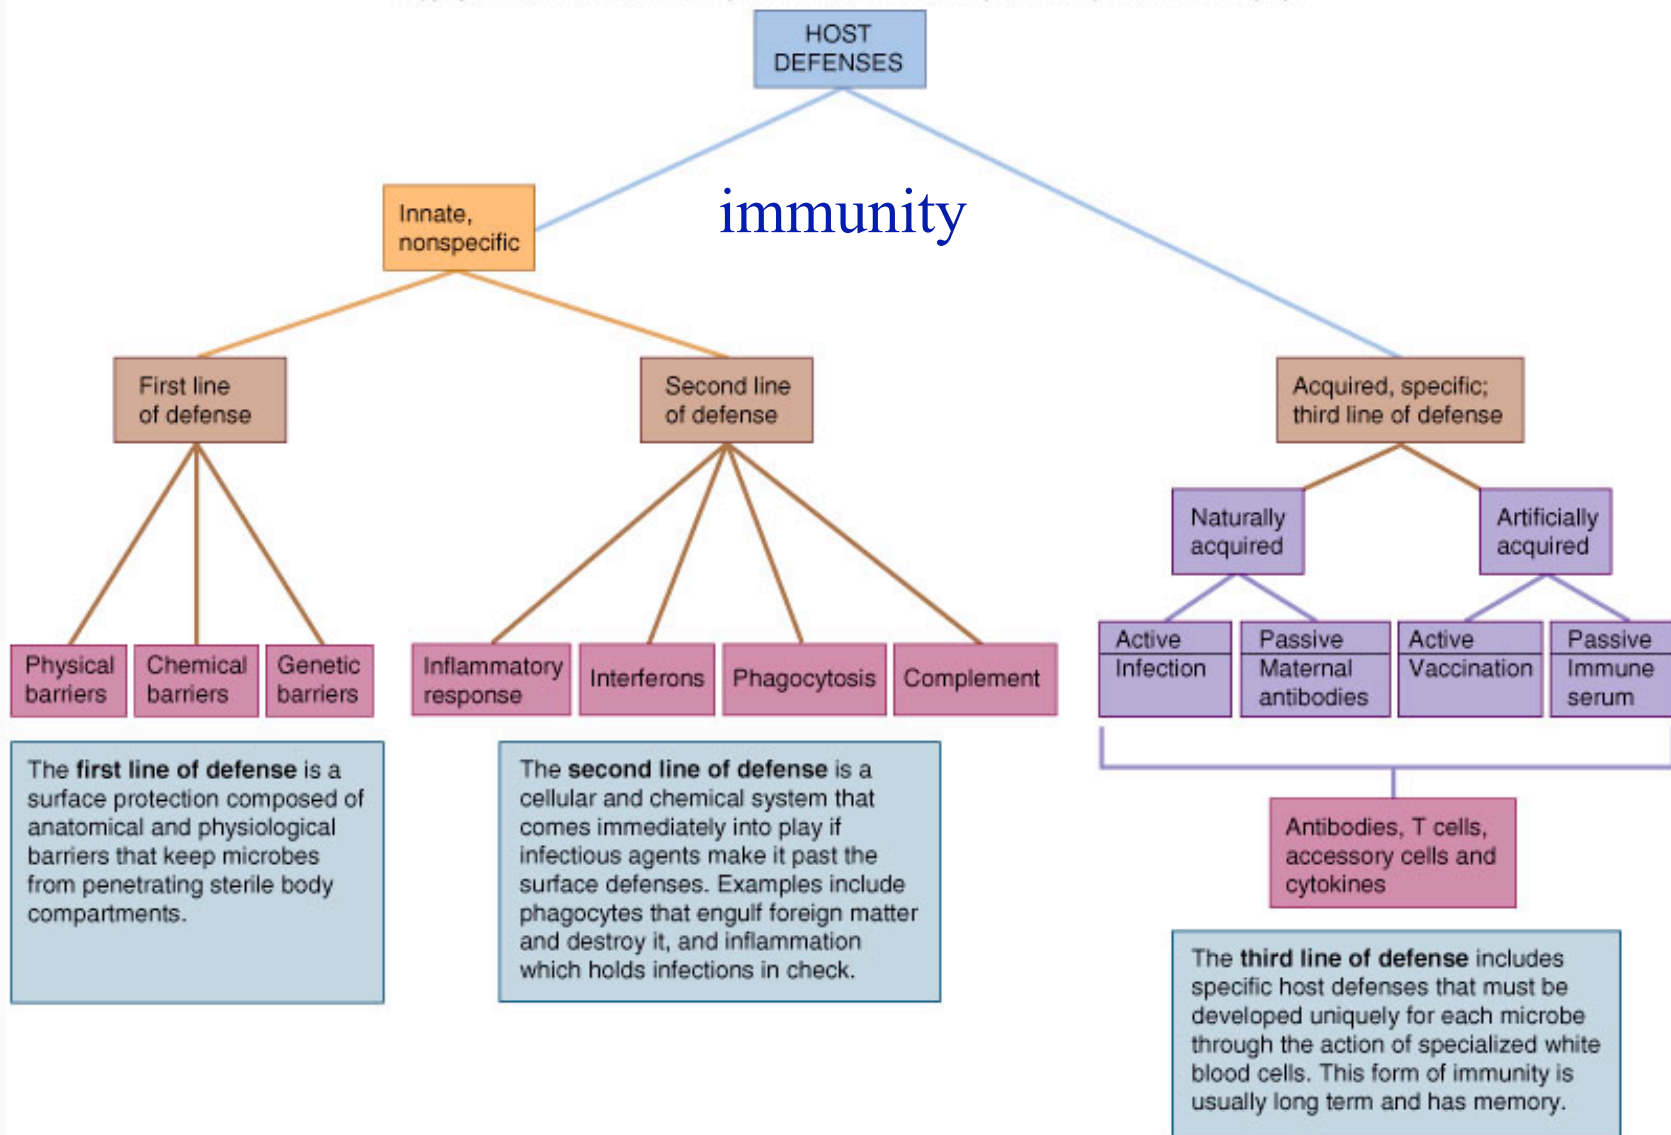 HOST
DEFENSES
immunity
Innate,
nonspecific
First line
of defense
Second line
of defense
Acquired, specific;
third line of defense
Naturally
acquired
Artificially
acquired
Physical
barriers
Chemical
barriers
Genetic
barriers
Inflammatory
response
Interferons
Phagocytosis
Complement
Active
Infection
Passive
Maternal
antibodies
Active
Vaccination
Passive
Immune
serum
The first line of defense is a
surface protection composed of
anatomical and physiological
barriers that keep microbes
from penetrating sterile body
compartments.
The second line of defense is a
cellular and chemical system that
comes immediately into play if
infectious agents make it past the
surface defenses. Examples include
phagocytes that engulf foreign matter
and destroy it, and inflammation
which holds infections in check.
Antibodies, T cells,
accessory cells and
cytokines
The third line of defense includes
specific host defenses that must be
developed uniquely for each microbe
through the action of specialized white
blood cells. This form of immunity is
usually long term and has memory.